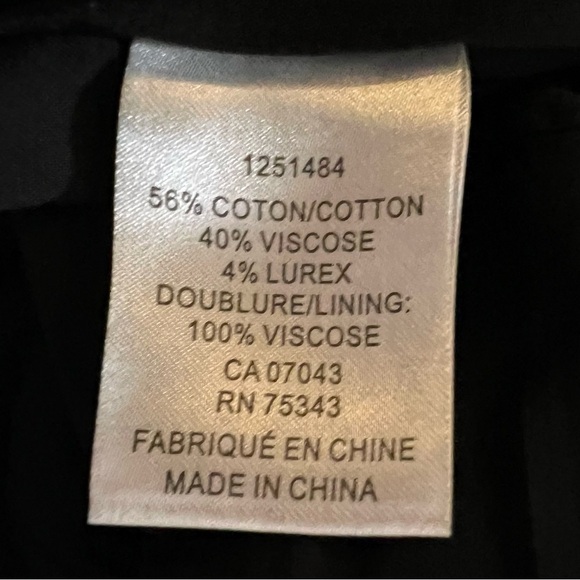 1251484
56% COTON/COTTON
40% VISCOSE
4% LUREX
DOUBLURE/LINING:
100% VISCOSE
CA 07043
RN 75343
FABRIQUÉ EN CHINE
MADE IN CHINA